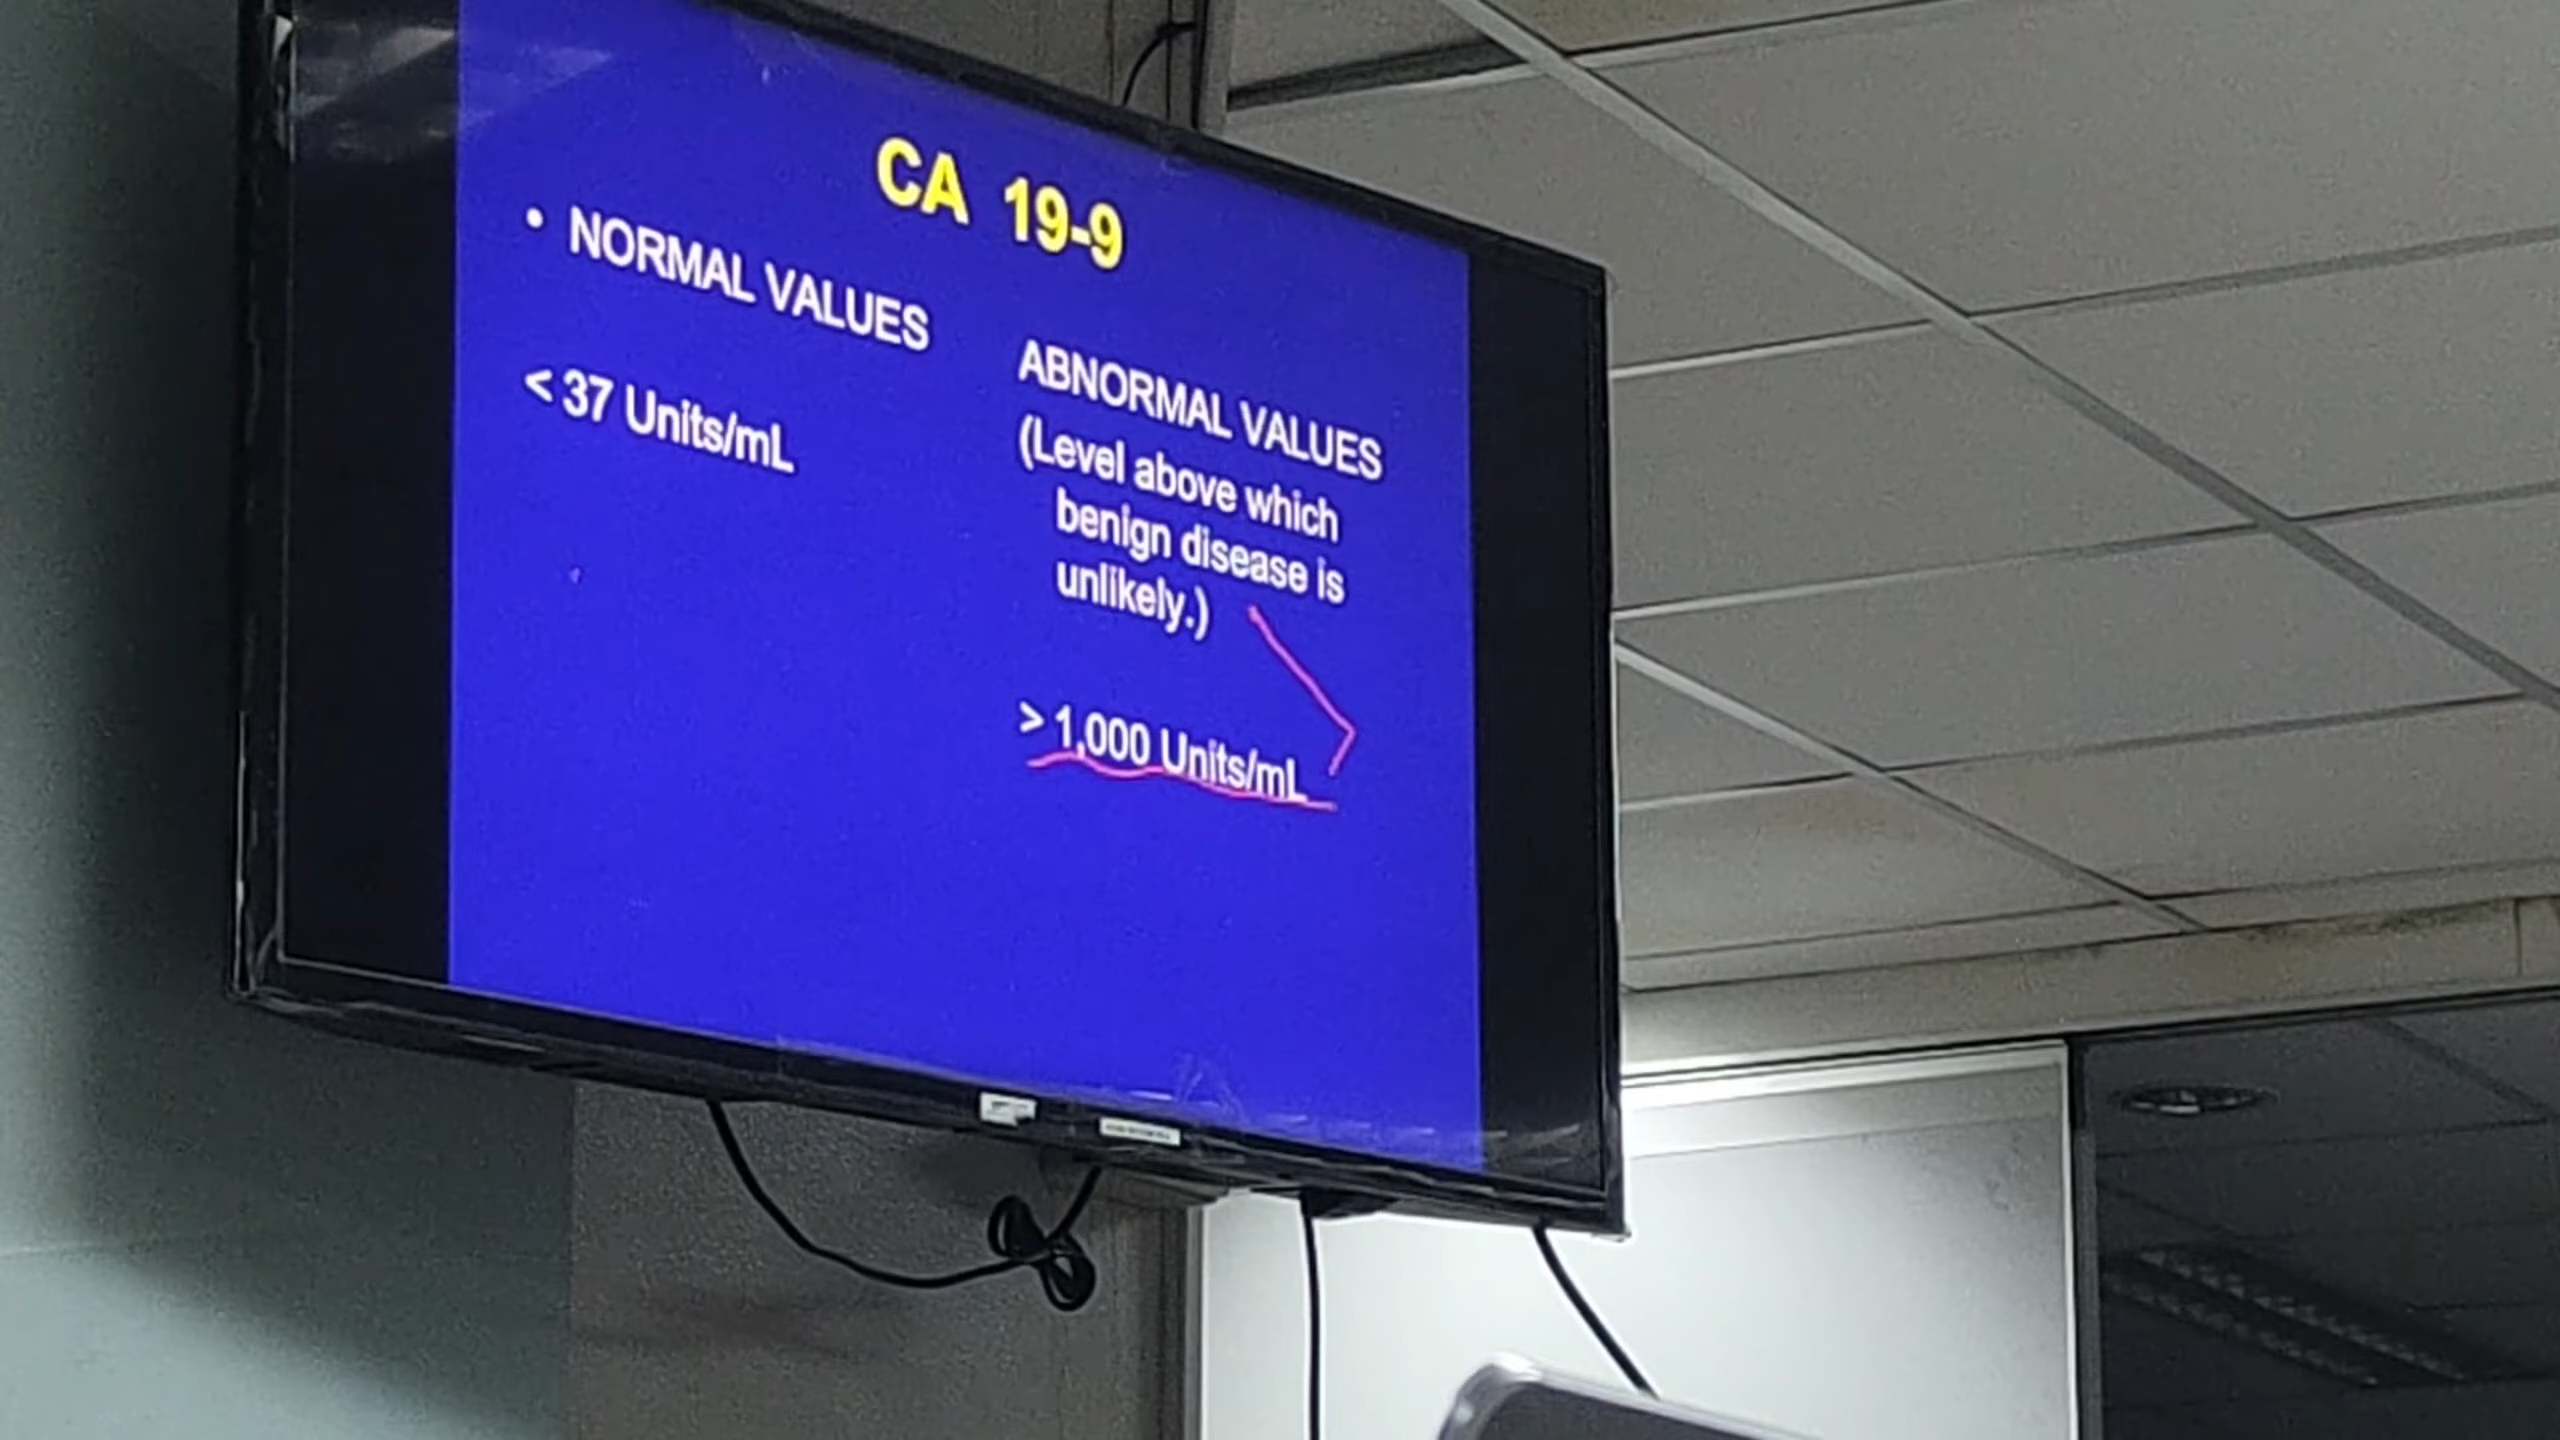 CA 19-9
• NORMAL VALUES
< 37 Units/mL
ABNORMAL VALUES
(Level above which
benign disease is
unlikely.)
> 1,000 Units/mL